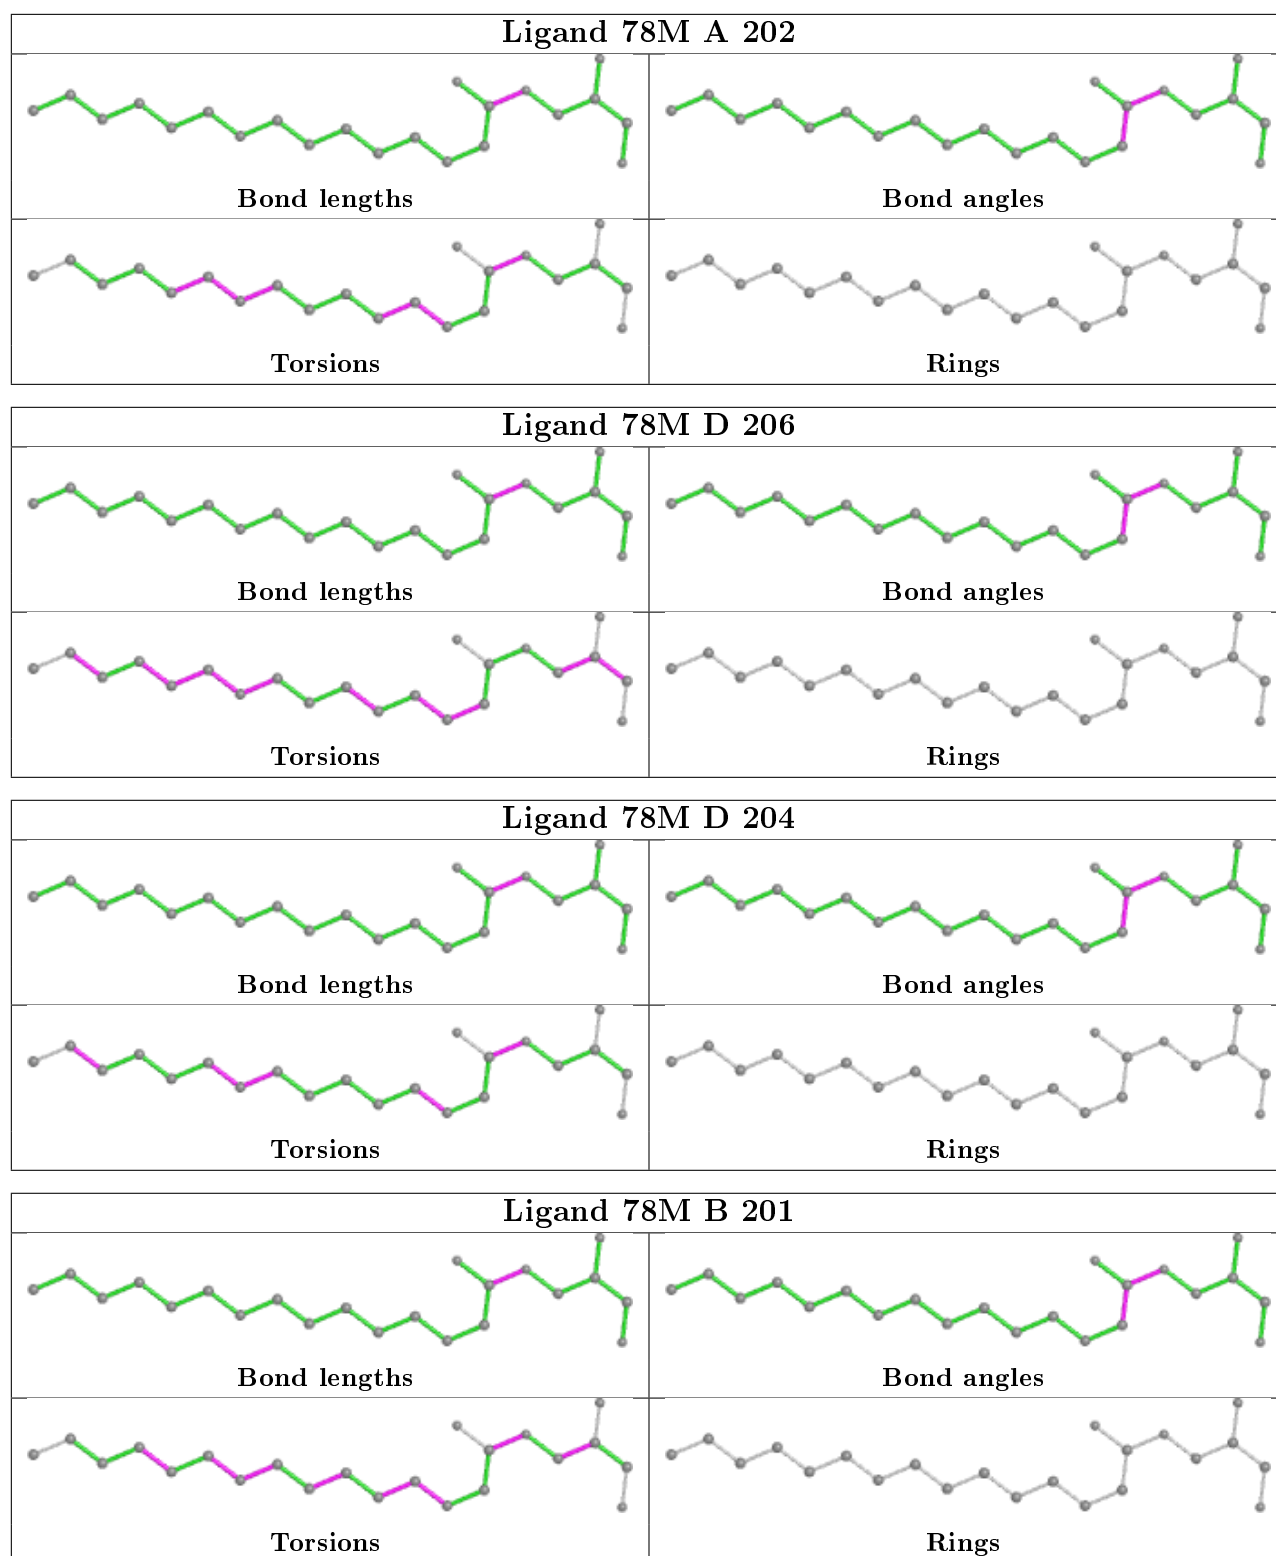 Ligand 78M A 202
Bond lengths
Bond angles
Torsions
Rings
Ligand 78M D 206
Bond lengths
Bond angles
Torsions
Rings
Ligand 78M D 204
Bond lengths
Bond angles
Torsions
Rings
Ligand 78M B 201
Bond lengths
Bond angles
Torsions
Rings